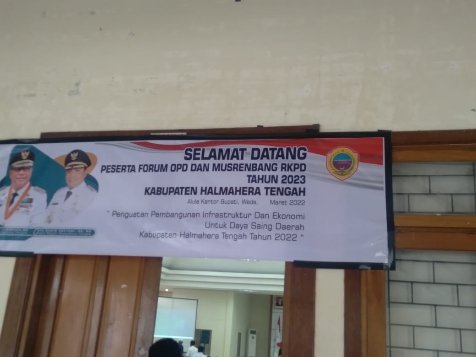 SELAMAT DATANG
PESERTA FORUM OPD DAN MUSRENBANG RKPD
TAHUN 2023
KABUPATEN HALMAHERA TENGAH
Alula Kantor Bupati, Weda, Maret 2022
" Penguatan Pembangunan Infrastruktur Dan Ekonomi
Untuk Daya Saing Daerah
Kabupaten Halmahera Tengah Tahun 2022 "